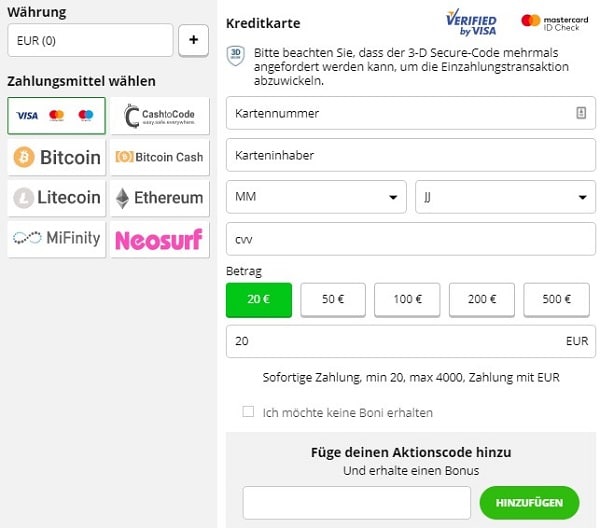 Währung
EUR (0)
+
Zahlungsmittel wählen
VISA mastercard
CashtoCode
easy. safe. everywhere.
Bitcoin
Bitcoin Cash
Litecoin
Ethereum
MiFinity
Neosurf
Kreditkarte
VERIFIED
by VISA
mastercard
ID Check
3D
Bitte beachten Sie, dass der 3-D Secure-Code mehrmals
angefordert werden kann, um die Einzahlungstransaktion
abzuwickeln.
Kartennummer
Karteninhaber
MM
JJ
cvv
Betrag
20 €
50 €
100 €
200 €
500 €
20
EUR
Sofortige Zahlung, min 20, max 4000, Zahlung mit EUR
Ich möchte keine Boni erhalten
Füge deinen Aktionscode hinzu
Und erhalte einen Bonus
HINZUFÜGEN